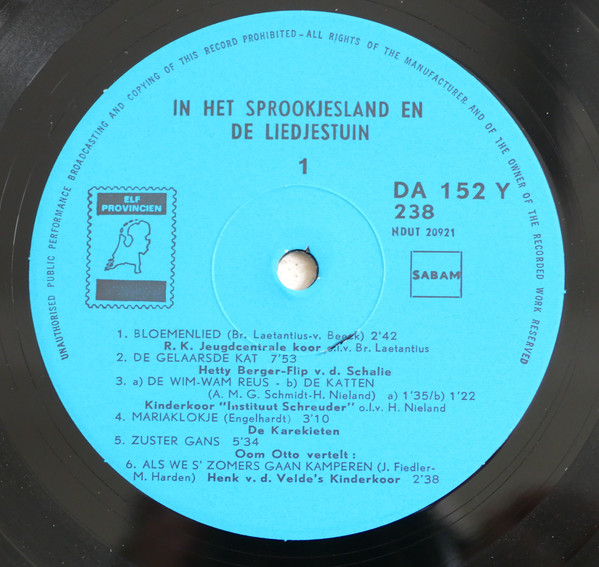 UNAUTHORISED PUBLIC PERFORMANCE BROADCASTING AND COPYING OF THIS RECORD PROHIBITED-ALL RIGHTS OF THE MANUFACTURER AND OF THE OWNER OF THE RECORDED WORK RESERVED
IN HET SPROOKJESLAND EN
DE LIEDJESTUIN
1
ELF
PROVINCIEN
DA 152 Y
238
NDUT 20921
SABAM
1. BLOEMENLIED (Br. Laetantius-v. Beeck) 2'42
R. K. Jeugdcentrale koor o.l.v. Br. Laetantius
2. DE GELAARSDE KAT 7'53
Hetty Berger-Flip v. d. Schalie
3. a) DE WIM-WAM REUS - b) DE KATTEN
(A. M. G. Schmidt-H. Nieland) a) 1'35/b) 1'22
Kinderkoor "Instituut Schreuder" o.l.v. H. Nieland
4. MARIAKLOKJE (Engelhardt) 3'10
De Karekieten
5. ZUSTER GANS 5'34
Oom Otto vertelt :
6. ALS WE S' ZOMERS GAAN KAMPEREN (J. Fiedler-
M. Harden) Henk v. d. Velde's Kinderkoor 2'38